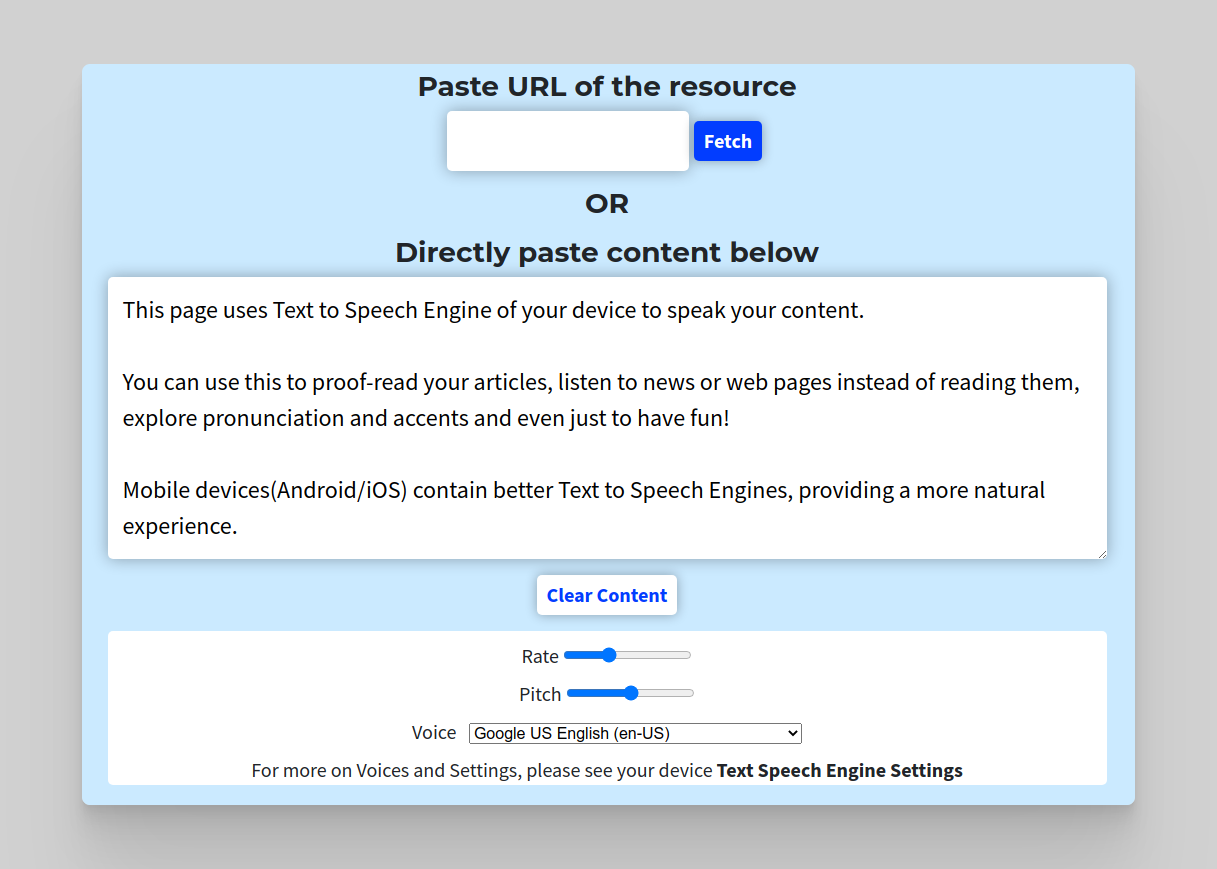 Paste URL of the resource
Fetch
OR
Directly paste content below
This page uses Text to Speech Engine of your device to speak your content.
You can use this to proof-read your articles, listen to news or web pages instead of reading them,
explore pronunciation and accents and even just to have fun!
Mobile devices(Android/iOS) contain better Text to Speech Engines, providing a more natural
experience.
Clear Content
Rate
Pitch
Voice Google US English (en-US)
For more on Voices and Settings, please see your device Text Speech Engine Settings